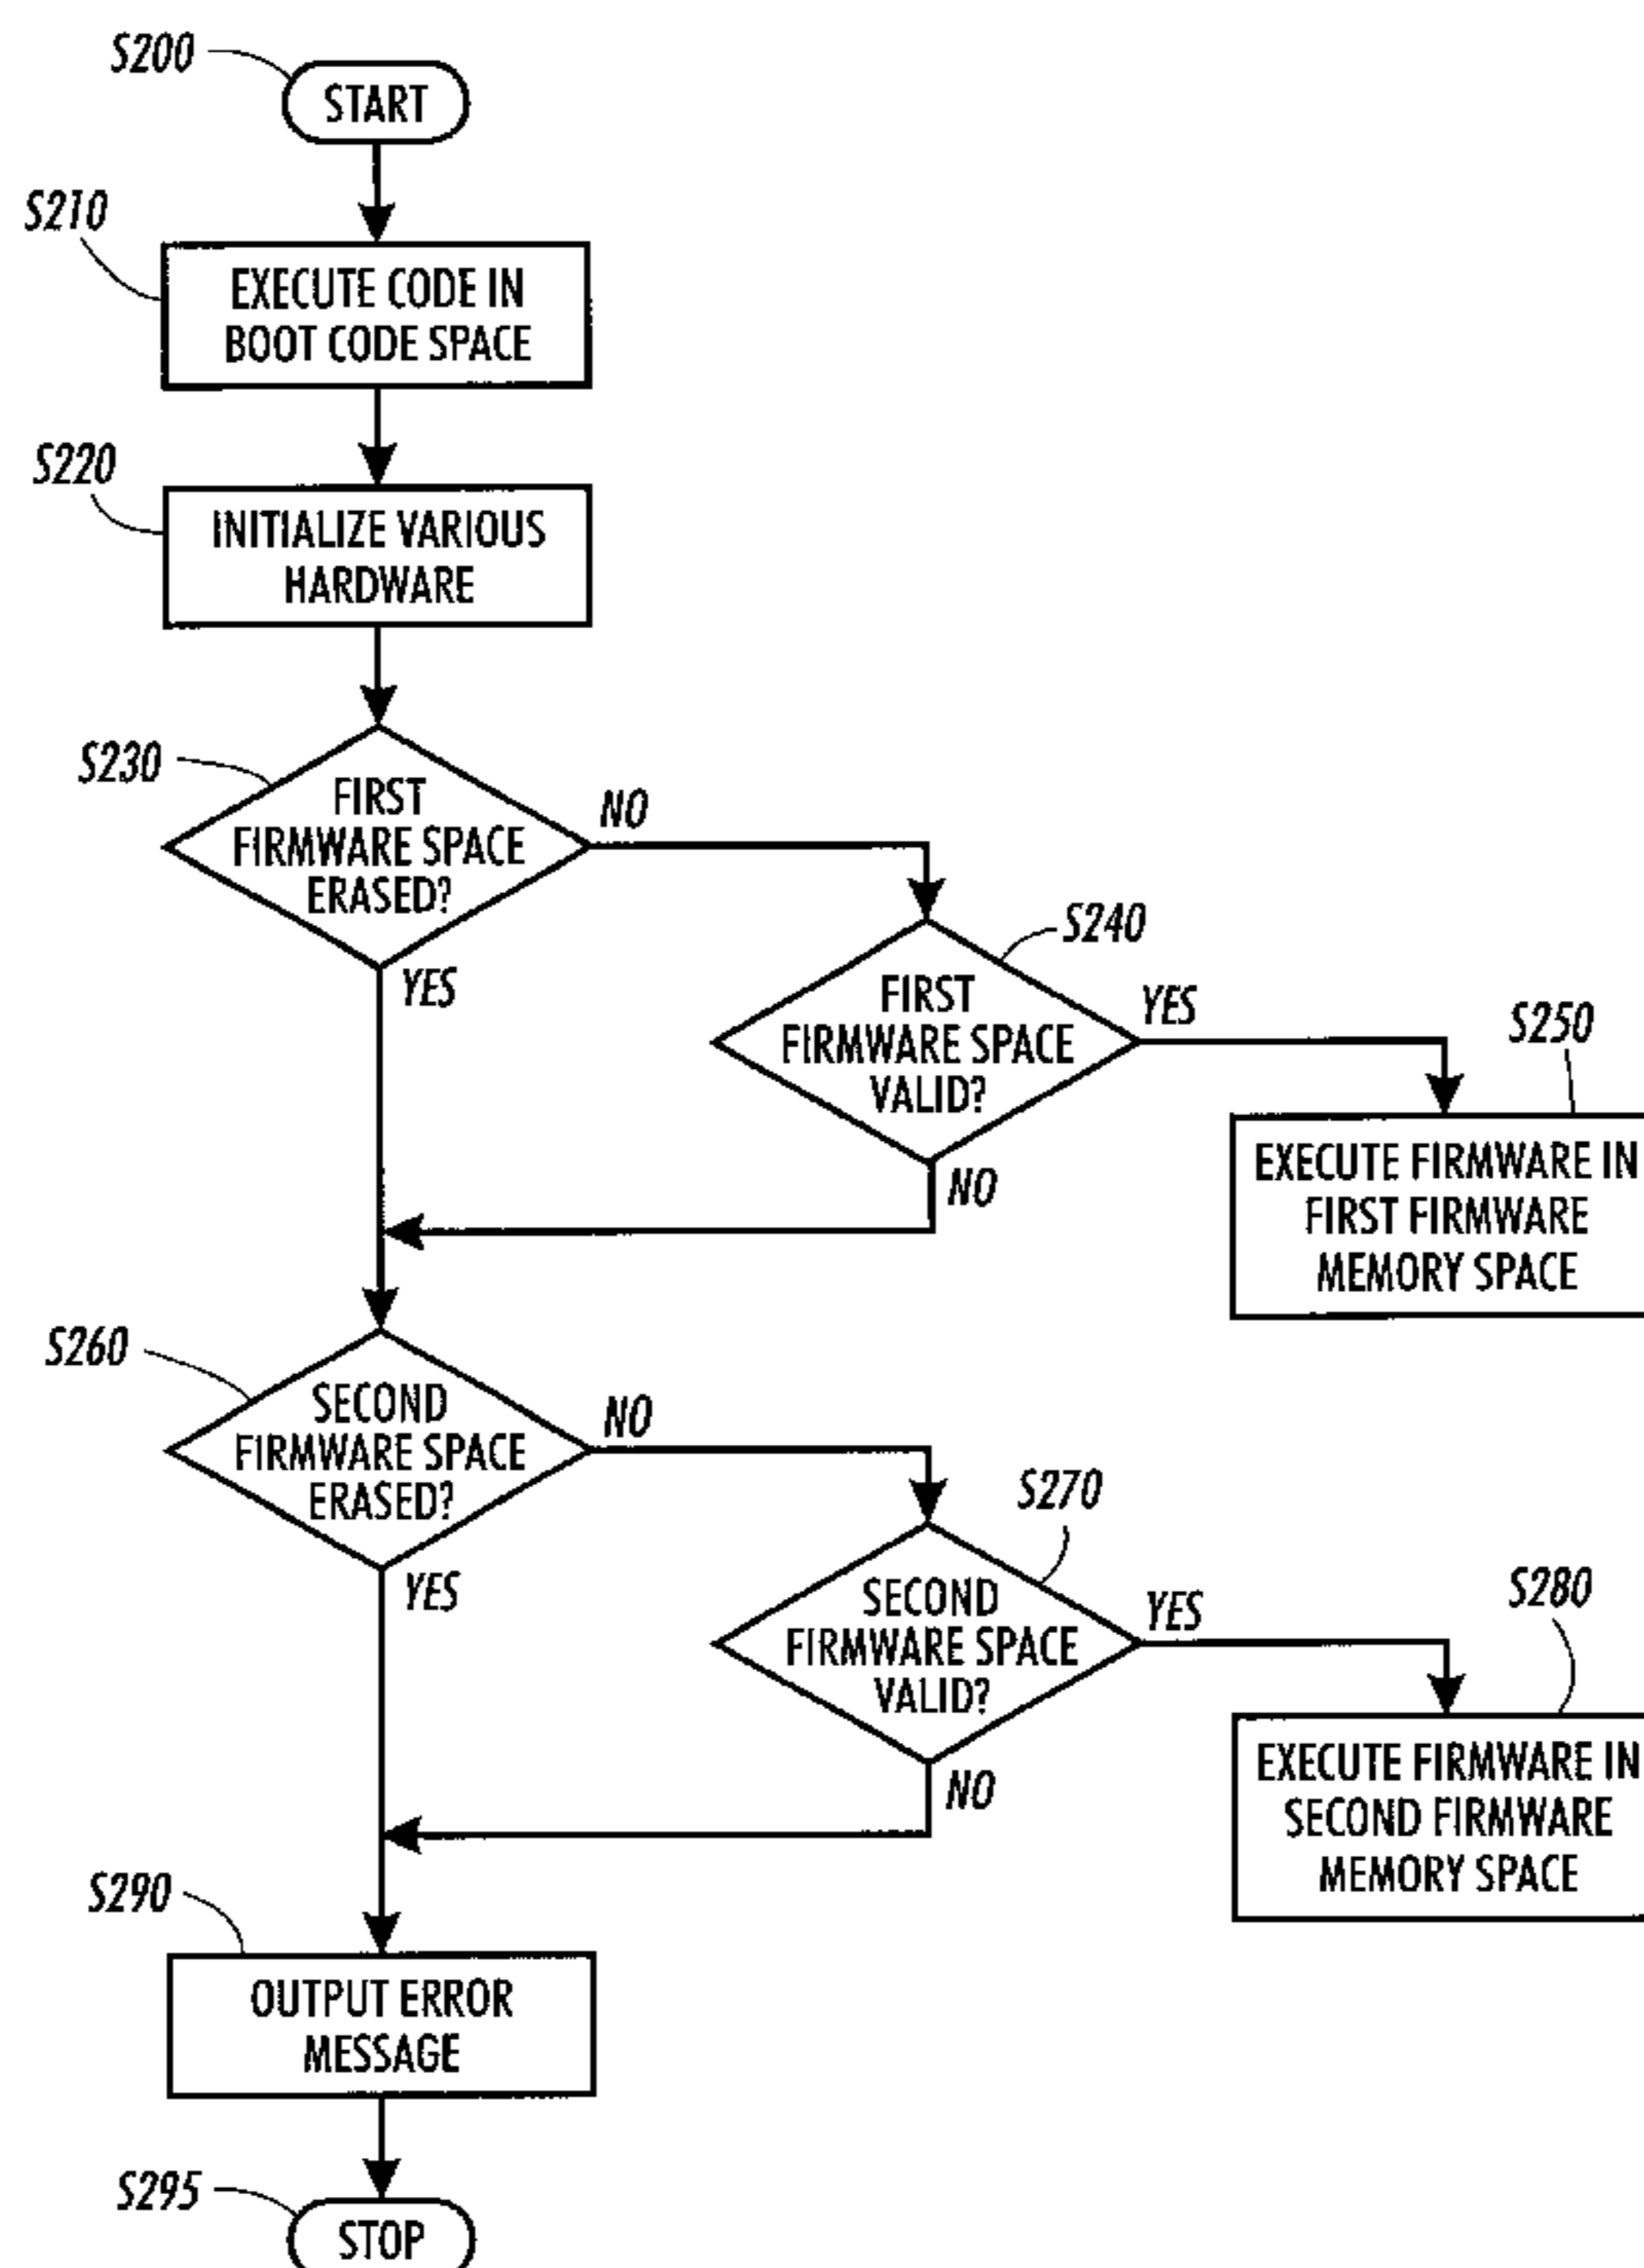 S200
START
S210
EXECUTE CODE IN
BOOT CODE SPACE
S220
INITIALIZE VARIOUS
HARDWARE
S230
FIRST
FIRMWARE SPACE
ERASED?
NO
YES
S240
FIRST
FIRMWARE SPACE
VALID?
YES
NO
S250
EXECUTE FIRMWARE IN
FIRST FIRMWARE
MEMORY SPACE
S260
SECOND
FIRMWARE SPACE
ERASED?
NO
YES
S270
SECOND
FIRMWARE SPACE
VALID?
YES
NO
S280
EXECUTE FIRMWARE IN
SECOND FIRMWARE
MEMORY SPACE
S290
OUTPUT ERROR
MESSAGE
S295
STOP